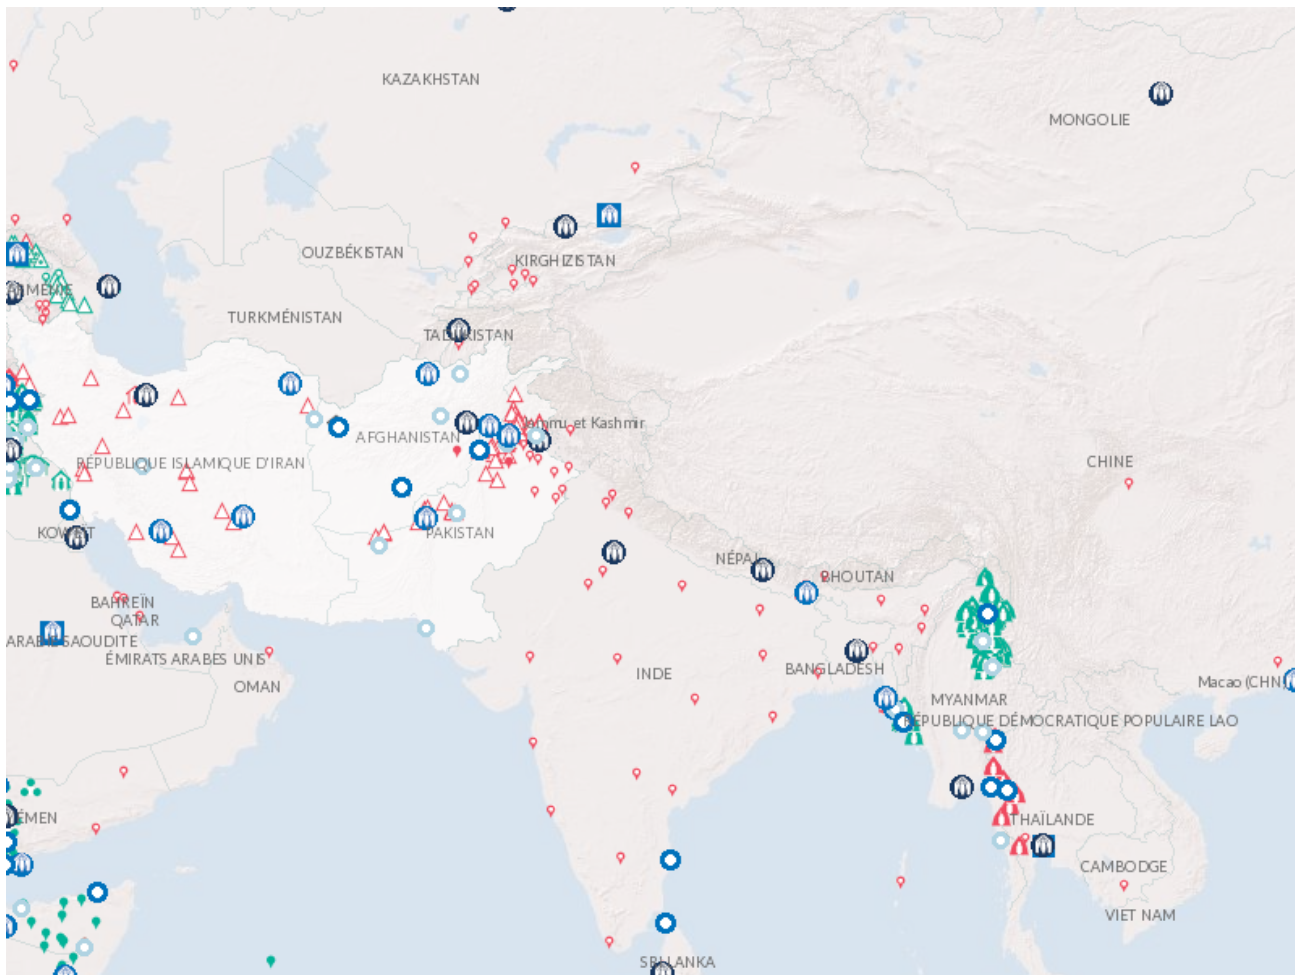 KAZAKHSTAN
MONGOLIE
OUZBÉKISTAN
KIRGHIZISTAN
ARMÉNIE
TURKMÉNISTAN
TADJIKISTAN
Jammu et Kashmir
AFGHANISTAN
RÉPUBLIQUE ISLAMIQUE D'IRAN
CHINE
KOWEÏT
PAKISTAN
NÉPAL
BHOUTAN
BAHREÏN
QATAR
ARABIE SAOUDITE
ÉMIRATS ARABES UNIS
INDE
BANGLADESH
OMAN
Macao (CHN)
MYANMAR
RÉPUBLIQUE DÉMOCRATIQUE POPULAIRE LAO
YÉMEN
THAÏLANDE
CAMBODGE
VIET NAM
SRI LANKA